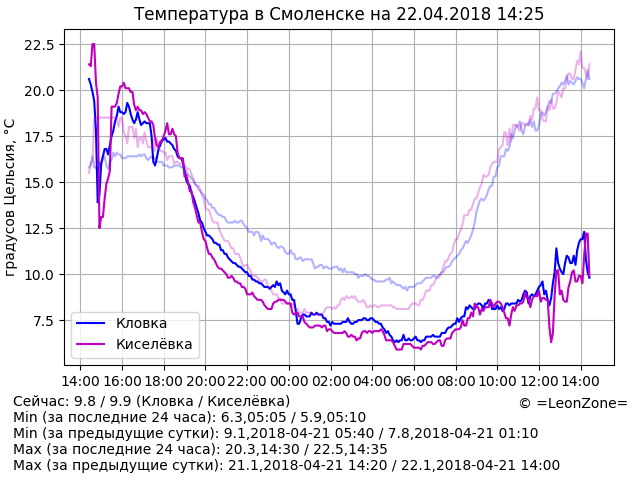 Температура в Смоленске на 22.04.2018 14:25
градусов Цельсия, °C
22.5
20.0
17.5
15.0
12.5
10.0
7.5
Кловка
Киселёвка
14:00 16:00 18:00 20:00 22:00 00:00 02:00 04:00 06:00 08:00 10:00 12:00 14:00
Сейчас: 9.8 / 9.9 (Кловка / Киселёвка)
© =LeonZone=
Min (за последние 24 часа): 6.3,05:05 / 5.9,05:10
Min (за предыдущие сутки): 9.1,2018-04-21 05:40 / 7.8,2018-04-21 01:10
Max (за последние 24 часа): 20.3,14:30 / 22.5,14:35
Max (за предыдущие сутки): 21.1,2018-04-21 14:20 / 22.1,2018-04-21 14:00